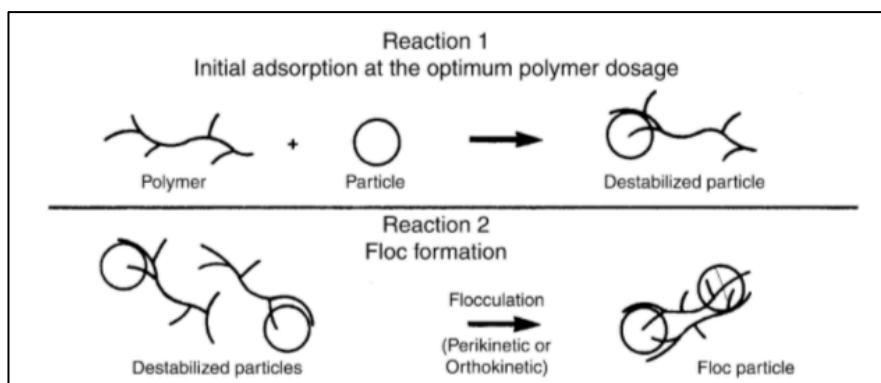 Reaction 1
Initial adsorption at the optimum polymer dosage
+
Polymer
Particle
Destabilized particle
Reaction 2
Floc formation
Flocculation
(Perikinetic or
Orthokinetic)
Destabilized particles
Floc particle